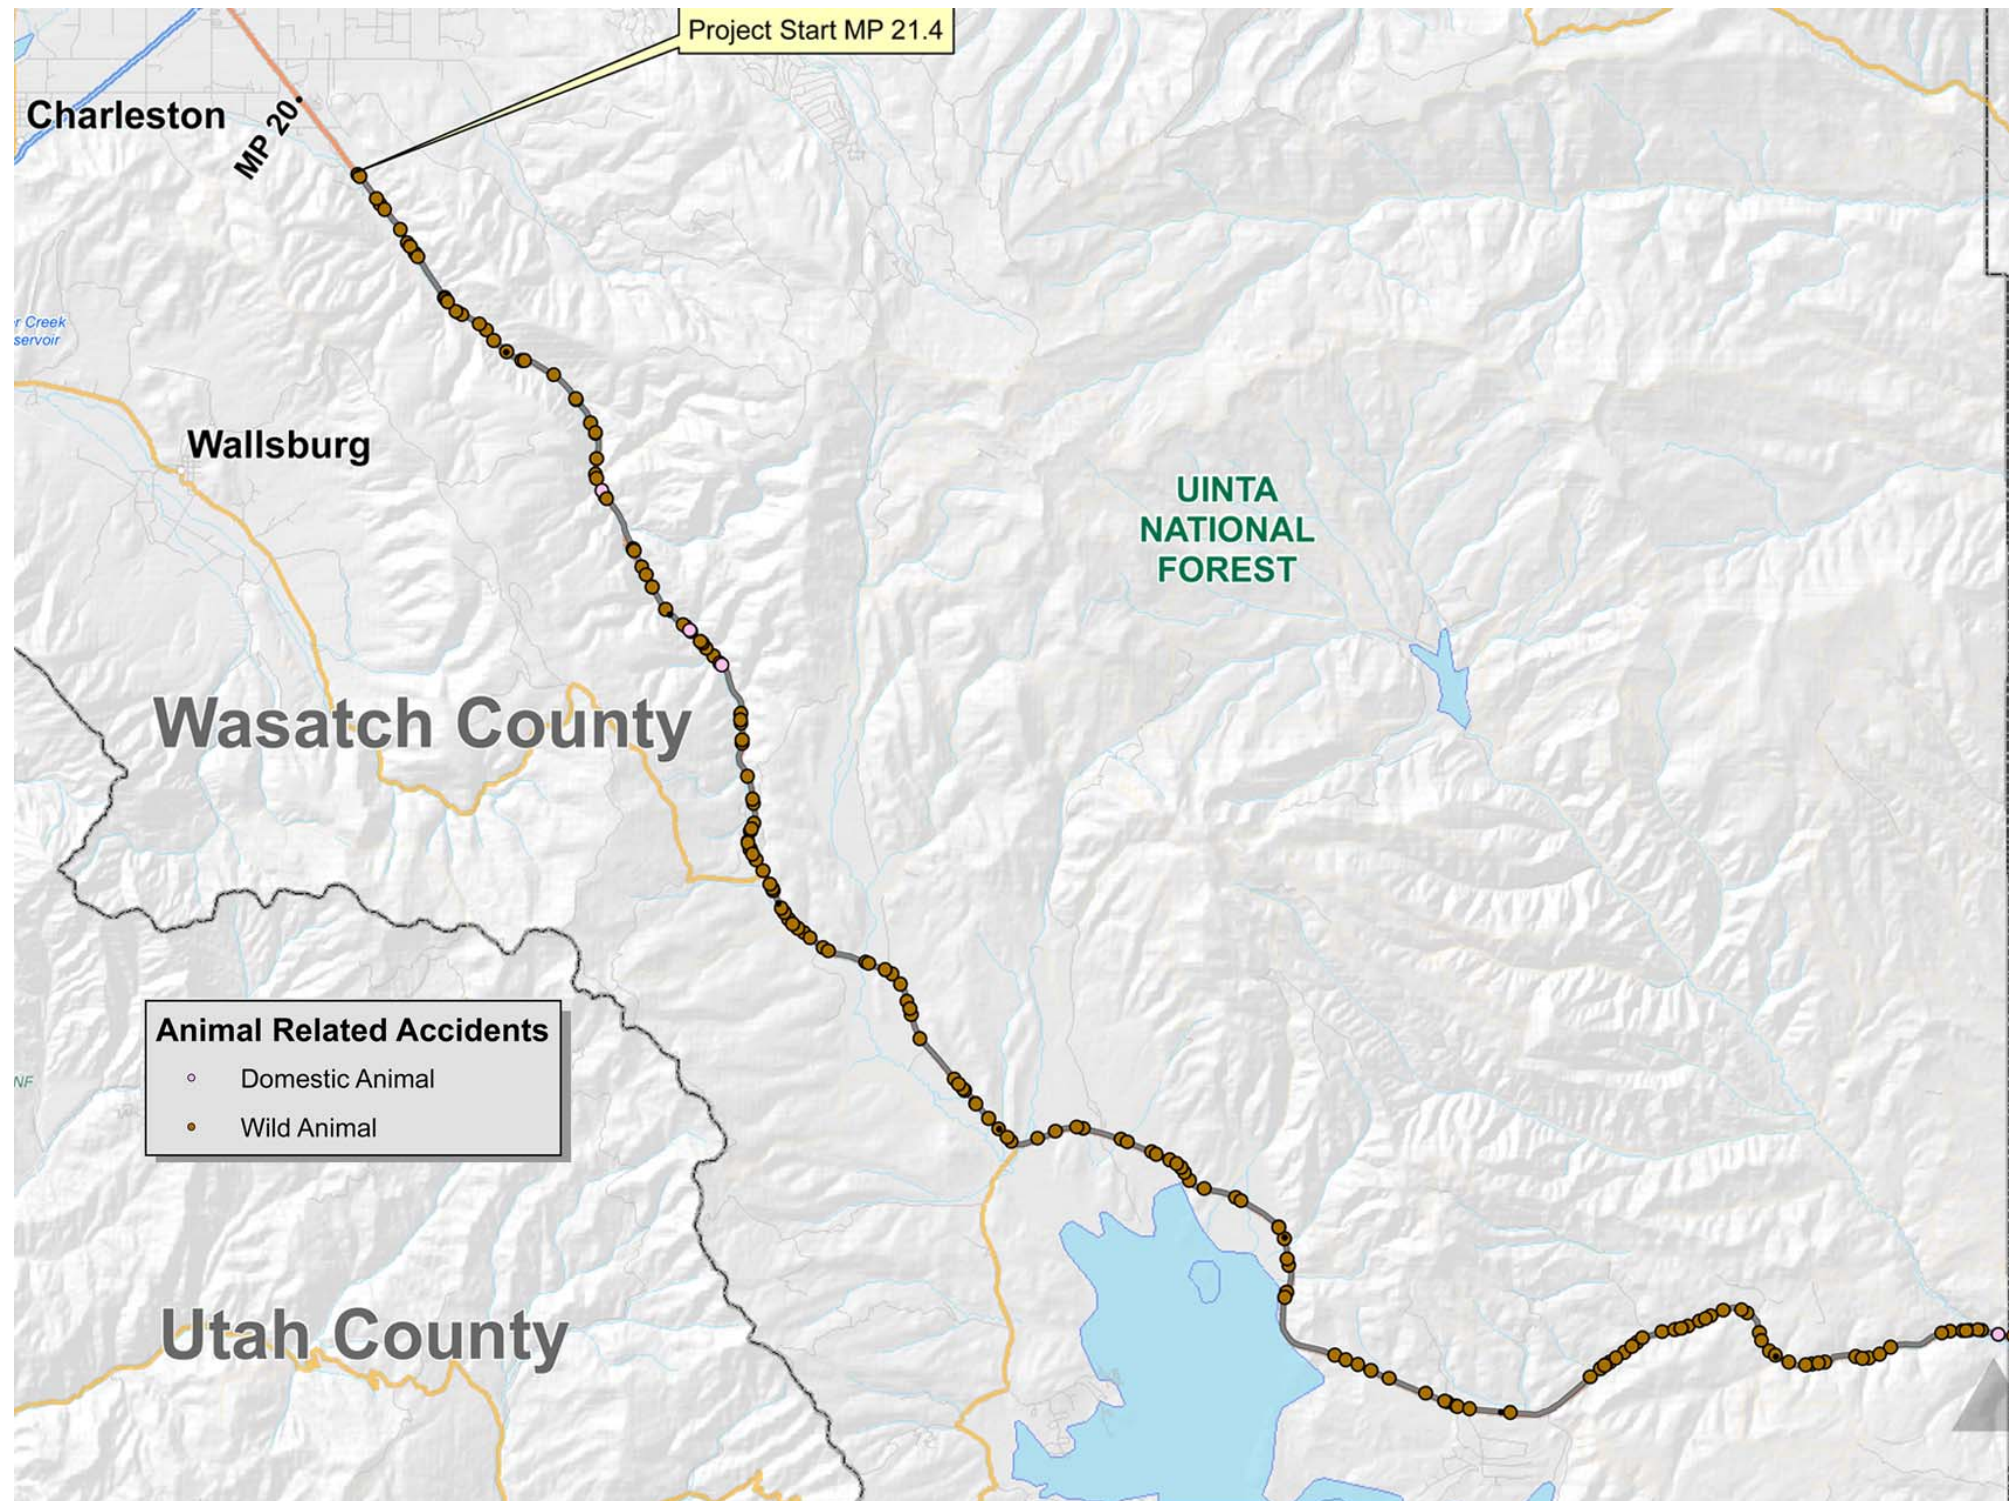 Project Start MP 21.4
Charleston
MP 20
r Creek
servoir
Wallsburg
UINTA
NATIONAL
FOREST
Wasatch County
Animal Related Accidents
Domestic Animal
Wild Animal
NF
Utah County